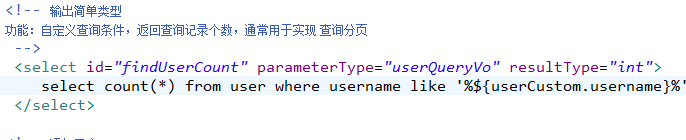 <!-- 输出简单类型
功能：自定义查询条件，返回查询记录个数，通常用于实现 查询分页
-->
<select id="findUserCount" parameterType="userQueryVo" resultType="int">
select count(*) from user where username like '%${userCustom.username}%'
</select>